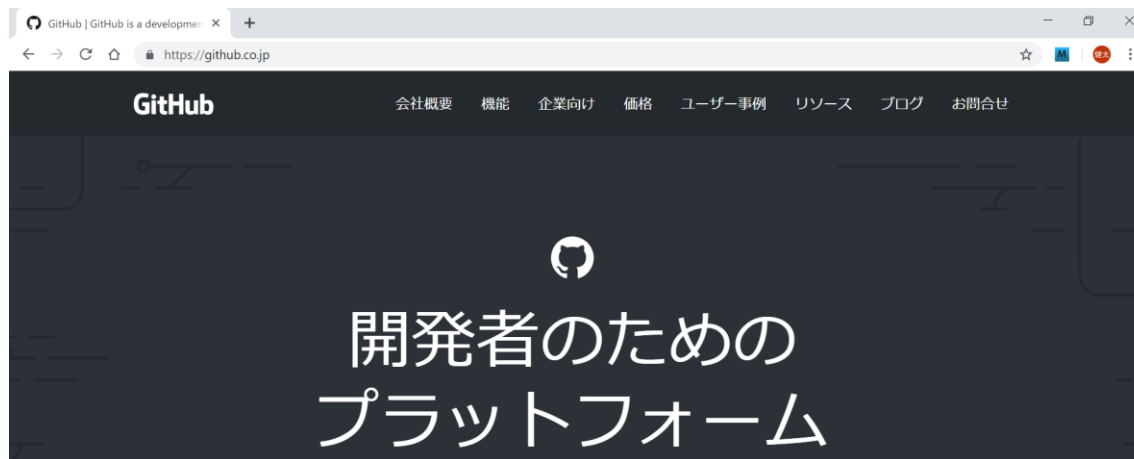 GitHub | GitHub is a developmen
https://github.co.jp
M
健太
GitHub 会社概要 機能 企業向け 価格 ユーザー事例 リソース ブログ お問合せ
開発者のための
プラットフォーム